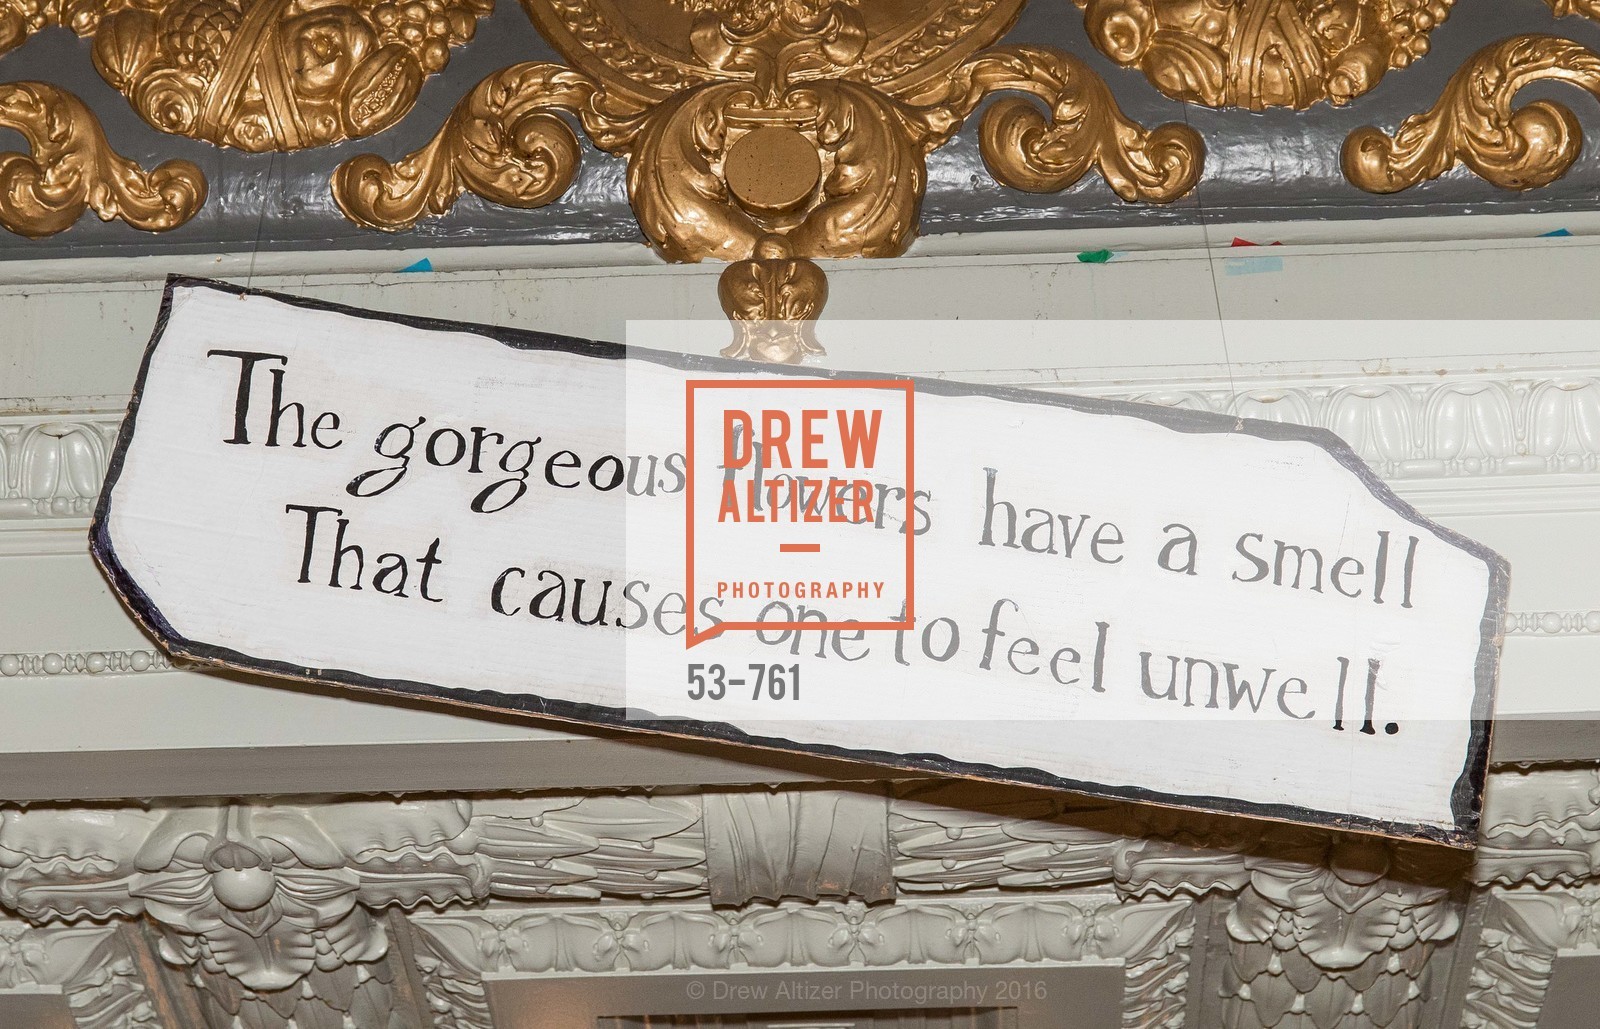 The gorgeous flowers have a smell
That causes one to feel unwell.
DREW
ALTIZER
PHOTOGRAPHY
53-761
© Drew Altizer Photography 2016